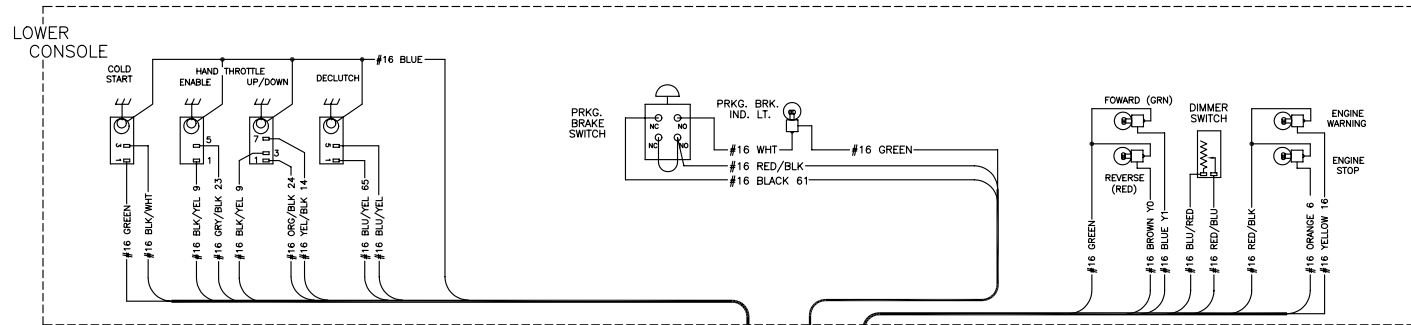 LOWER
CONSOLE
COLD
START
HAND THROTTLE
ENABLE
UP/DOWN
DECLUTCH
#16 BLUE
3
1
5
1
7
3
1
5
1
#16 GREEN
#16 BLK/WHT
#16 BLK/YEL 9
#16 GRY/BLK 23
#16 BLK/YEL 9
#16 ORG/BLK 24
#16 YEL/BLK 14
#16 BLU/YEL 65
#16 BLU/YEL
PRKG.
BRAKE
SWITCH
NC
NO
NC
NO
PRKG. BRK.
IND. LT.
#16 WHT
#16 GREEN
#16 RED/BLK
#16 BLACK 61
FOWARD (GRN)
REVERSE
(RED)
DIMMER
SWITCH
ENGINE
WARNING
ENGINE
STOP
#16 GREEN
#16 BROWN Y0
#16 BLUE Y1
#16 BLU/RED
#16 RED/BLU
#16 RED/BLK
#16 ORANGE 6
#16 YELLOW 16